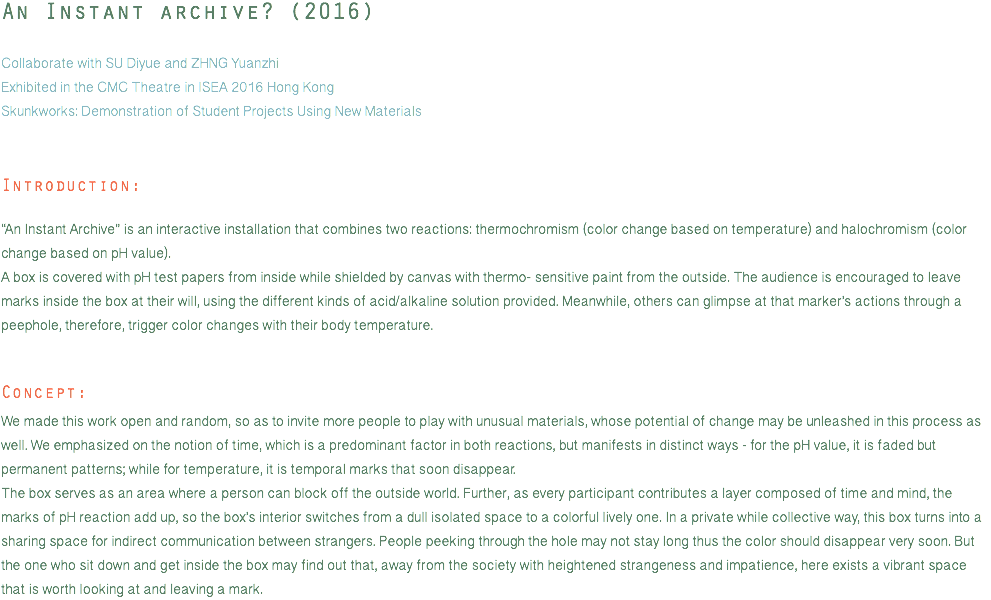 An Instant archive? (2016)
Collaborate with SU Diyue and ZHNG Yuanzhi
Exhibited in the CMC Theatre in ISEA 2016 Hong Kong
Skunkworks: Demonstration of Student Projects Using New Materials
Introduction:
"An Instant Archive" is an interactive installation that combines two reactions: thermochromism (color change based on temperature) and halochromism (color
change based on pH value).
A box is covered with pH test papers from inside while shielded by canvas with thermo- sensitive paint from the outside. The audience is encouraged to leave
marks inside the box at their will, using the different kinds of acid/alkaline solution provided. Meanwhile, others can glimpse at that marker's actions through a
peephole, therefore, trigger color changes with their body temperature.
Concept:
We made this work open and random, so as to invite more people to play with unusual materials, whose potential of change may be unleashed in this process as
well. We emphasized on the notion of time, which is a predominant factor in both reactions, but manifests in distinct ways - for the pH value, it is faded but
permanent patterns; while for temperature, it is temporal marks that soon disappear.
The box serves as an area where a person can block off the outside world. Further, as every participant contributes a layer composed of time and mind, the
marks of pH reaction add up, so the box's interior switches from a dull isolated space to a colorful lively one. In a private while collective way, this box turns into a
sharing space for indirect communication between strangers. People peeking through the hole may not stay long thus the color should disappear very soon. But
the one who sit down and get inside the box may find out that, away from the society with heightened strangeness and impatience, here exists a vibrant space
that is worth looking at and leaving a mark.